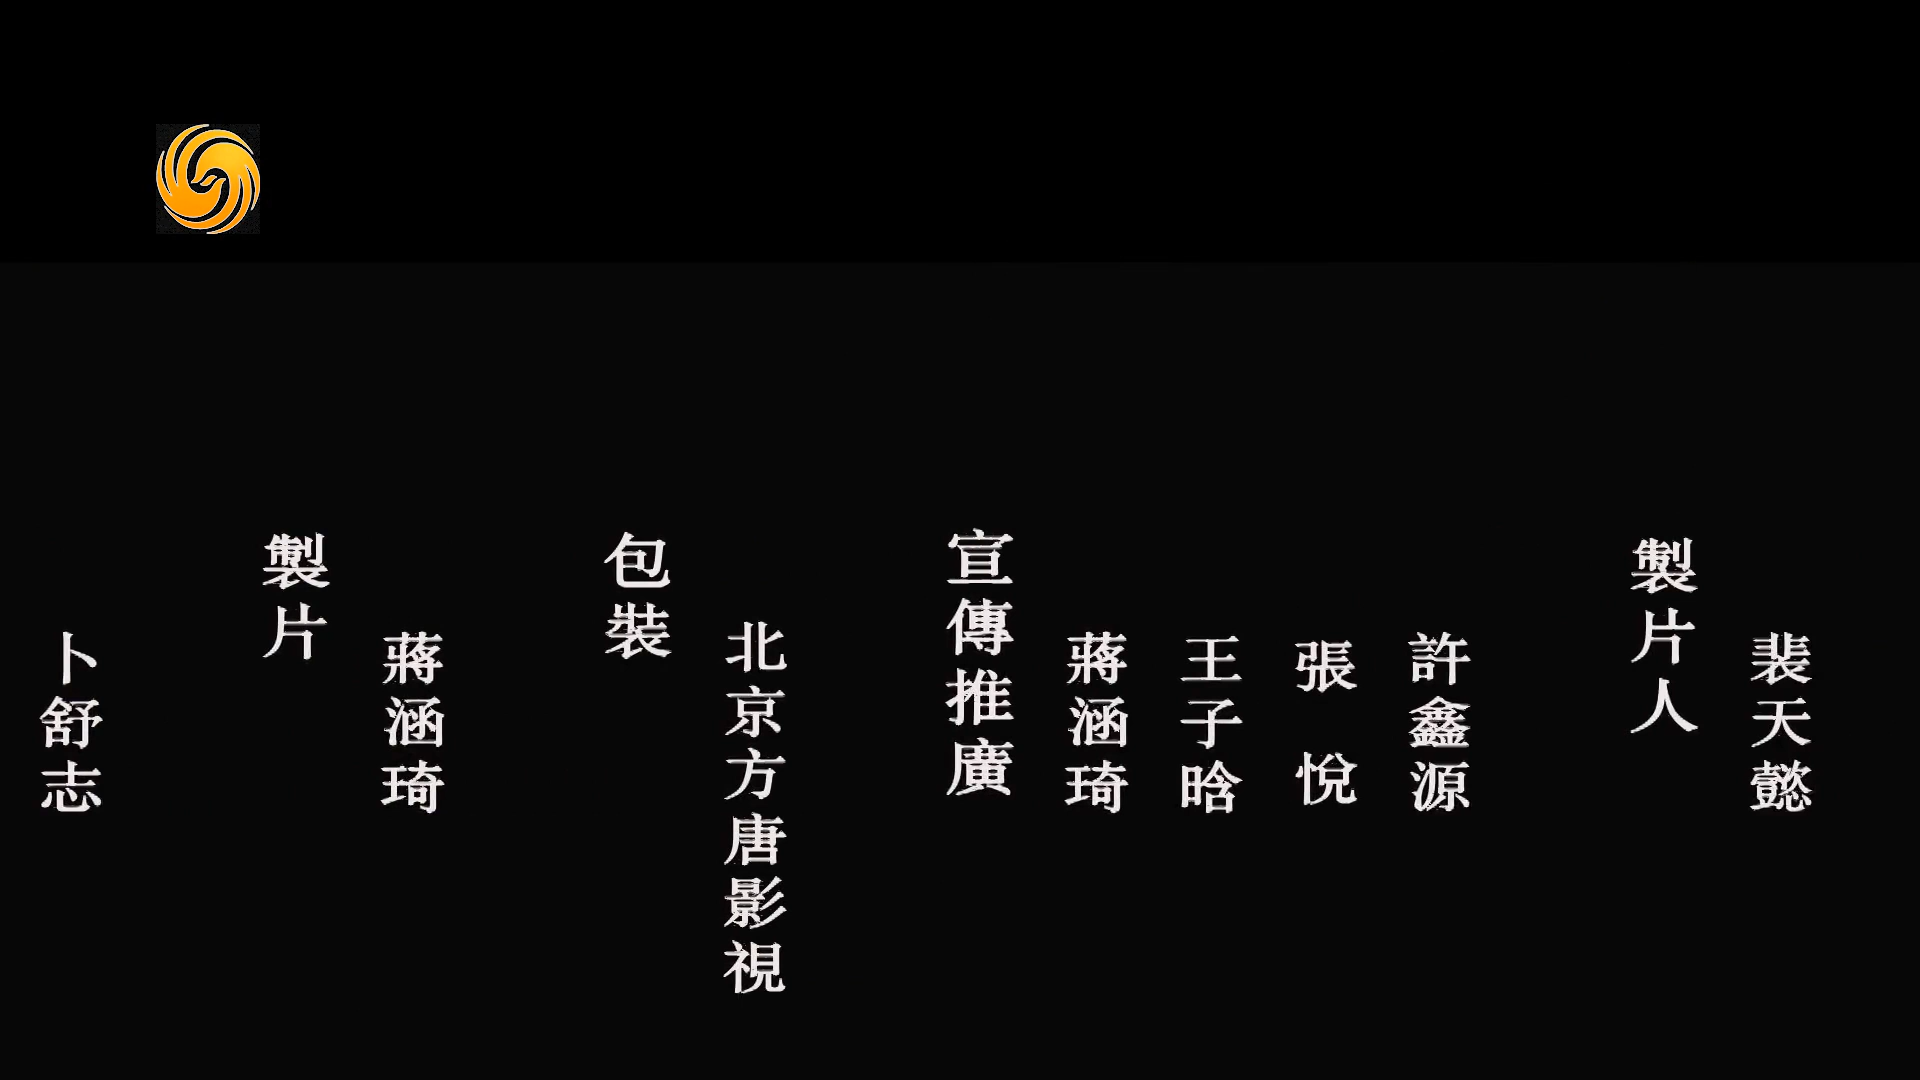 卜舒志
製片
蔣涵琦
包裝
北京方唐影視
宣傳推廣
蔣涵琦
王子晗
張悅
許鑫源
製片人
裴天懿